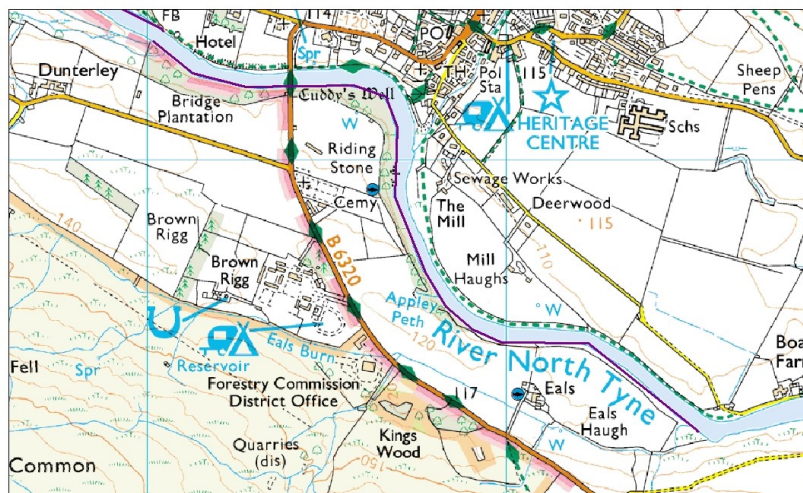 FB
Hotel
114
120
Spr
PO
TH
Pol
Sta
115
Dunterley
Bridge
Plantation
Cuddy's Well
W
HERITAGE
CENTRE
Schs
Sheep
Pens
Riding
Stone
Cemy
Sewage Works
Deerwood
The
Mill
115
110
Mill
Haughs
140
Brown
Rigg
Brown
Rigg
B 6320
Appley
Peth
W
River North Tyne
Fell
Spr
Reservoir
Eals Burn
120
Forestry Commission
District Office
117
Eals
Boa
Farr
Eals
Haugh
Quarries
(dis)
Kings
Wood
150
W
Common